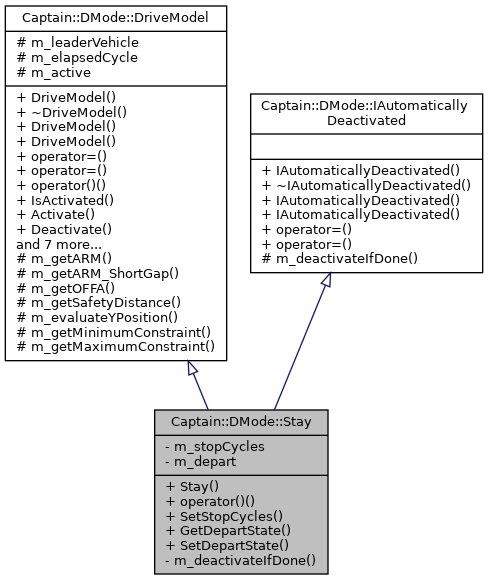 Captain::DMode::DriveModel
# m_leaderVehicle
# m_elapsedCycle
# m_active
+ DriveModel()
+ ~DriveModel()
+ DriveModel()
+ DriveModel()
+ operator=()
+ operator=()
+ operator()()
+ IsActivated()
+ Activate()
+ Deactivate()
and 7 more...
# m_getARM()
# m_getARM_ShortGap()
# m_getOFFA()
# m_getSafetyDistance()
# m_evaluateYPosition()
# m_getMinimumConstraint()
# m_getMaximumConstraint()
Captain::DMode::IAutomatically
Deactivated
+ IAutomaticallyDeactivated()
+ ~IAutomaticallyDeactivated()
+ IAutomaticallyDeactivated()
+ IAutomaticallyDeactivated()
+ operator=()
+ operator=()
# m_deactivateIfDone()
Captain::DMode::Stay
- m_stopCycles
- m_depart
+ Stay()
+ operator()()
+ SetStopCycles()
+ GetDepartState()
+ SetDepartState()
- m_deactivateIfDone()